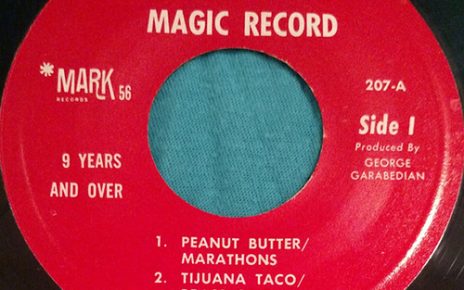 MAGIC RECORD
*MARK 56
RECORDS
207-A
Side I
Produced By
GEORGE
GARABEDIAN
9 YEARS
AND OVER
1. PEANUT BUTTER/
MARATHONS
2. TIJUANA TACO/